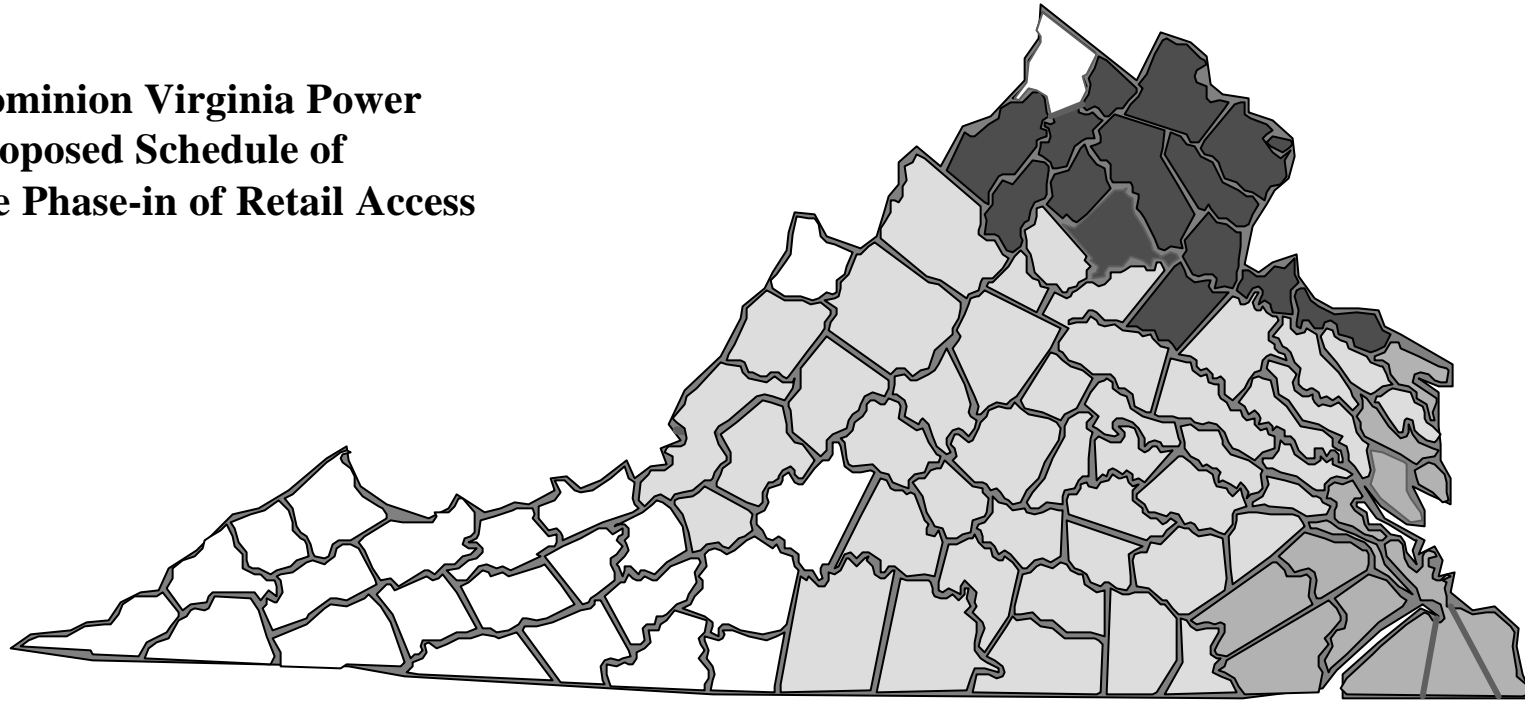 ominion Virginia Power
oposed Schedule of
e Phase-in of Retail Access